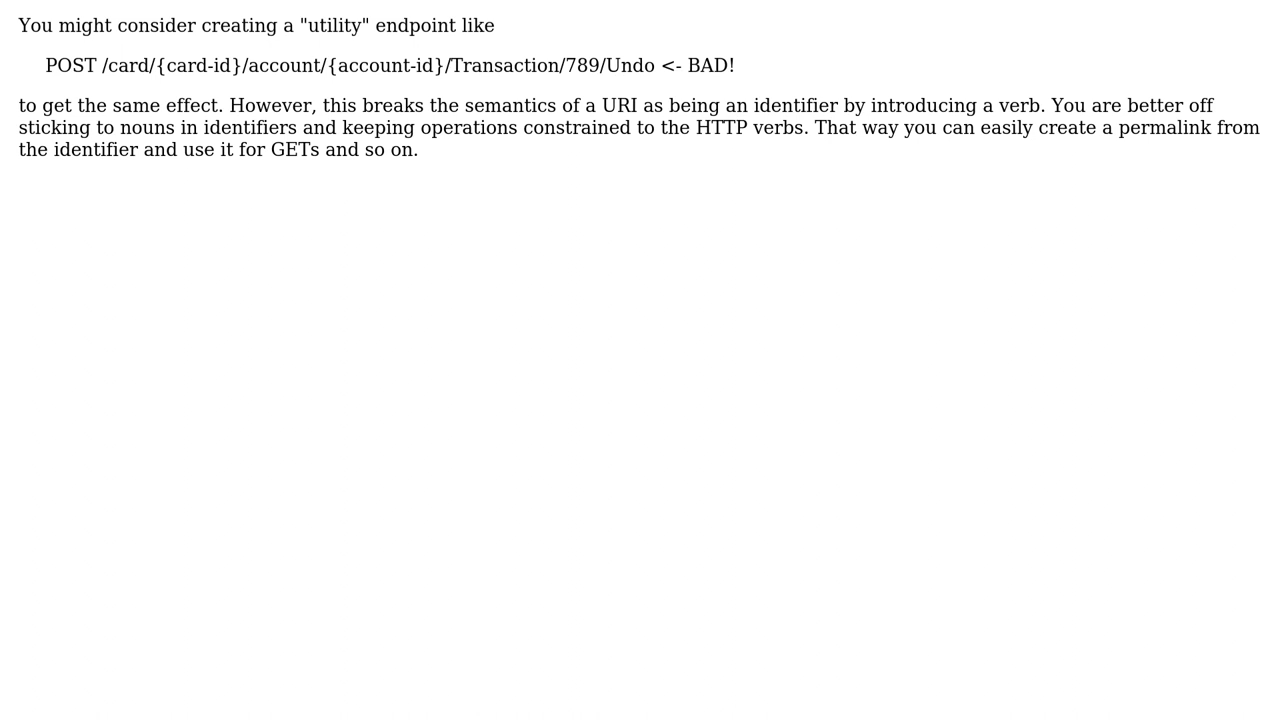 You might consider creating a "utility" endpoint like
POST /card/{card-id}/account/{account-id}/Transaction/789/Undo <- BAD!
to get the same effect. However, this breaks the semantics of a URI as being an identifier by introducing a verb. You are better off
sticking to nouns in identifiers and keeping operations constrained to the HTTP verbs. That way you can easily create a permalink from
the identifier and use it for GETs and so on.